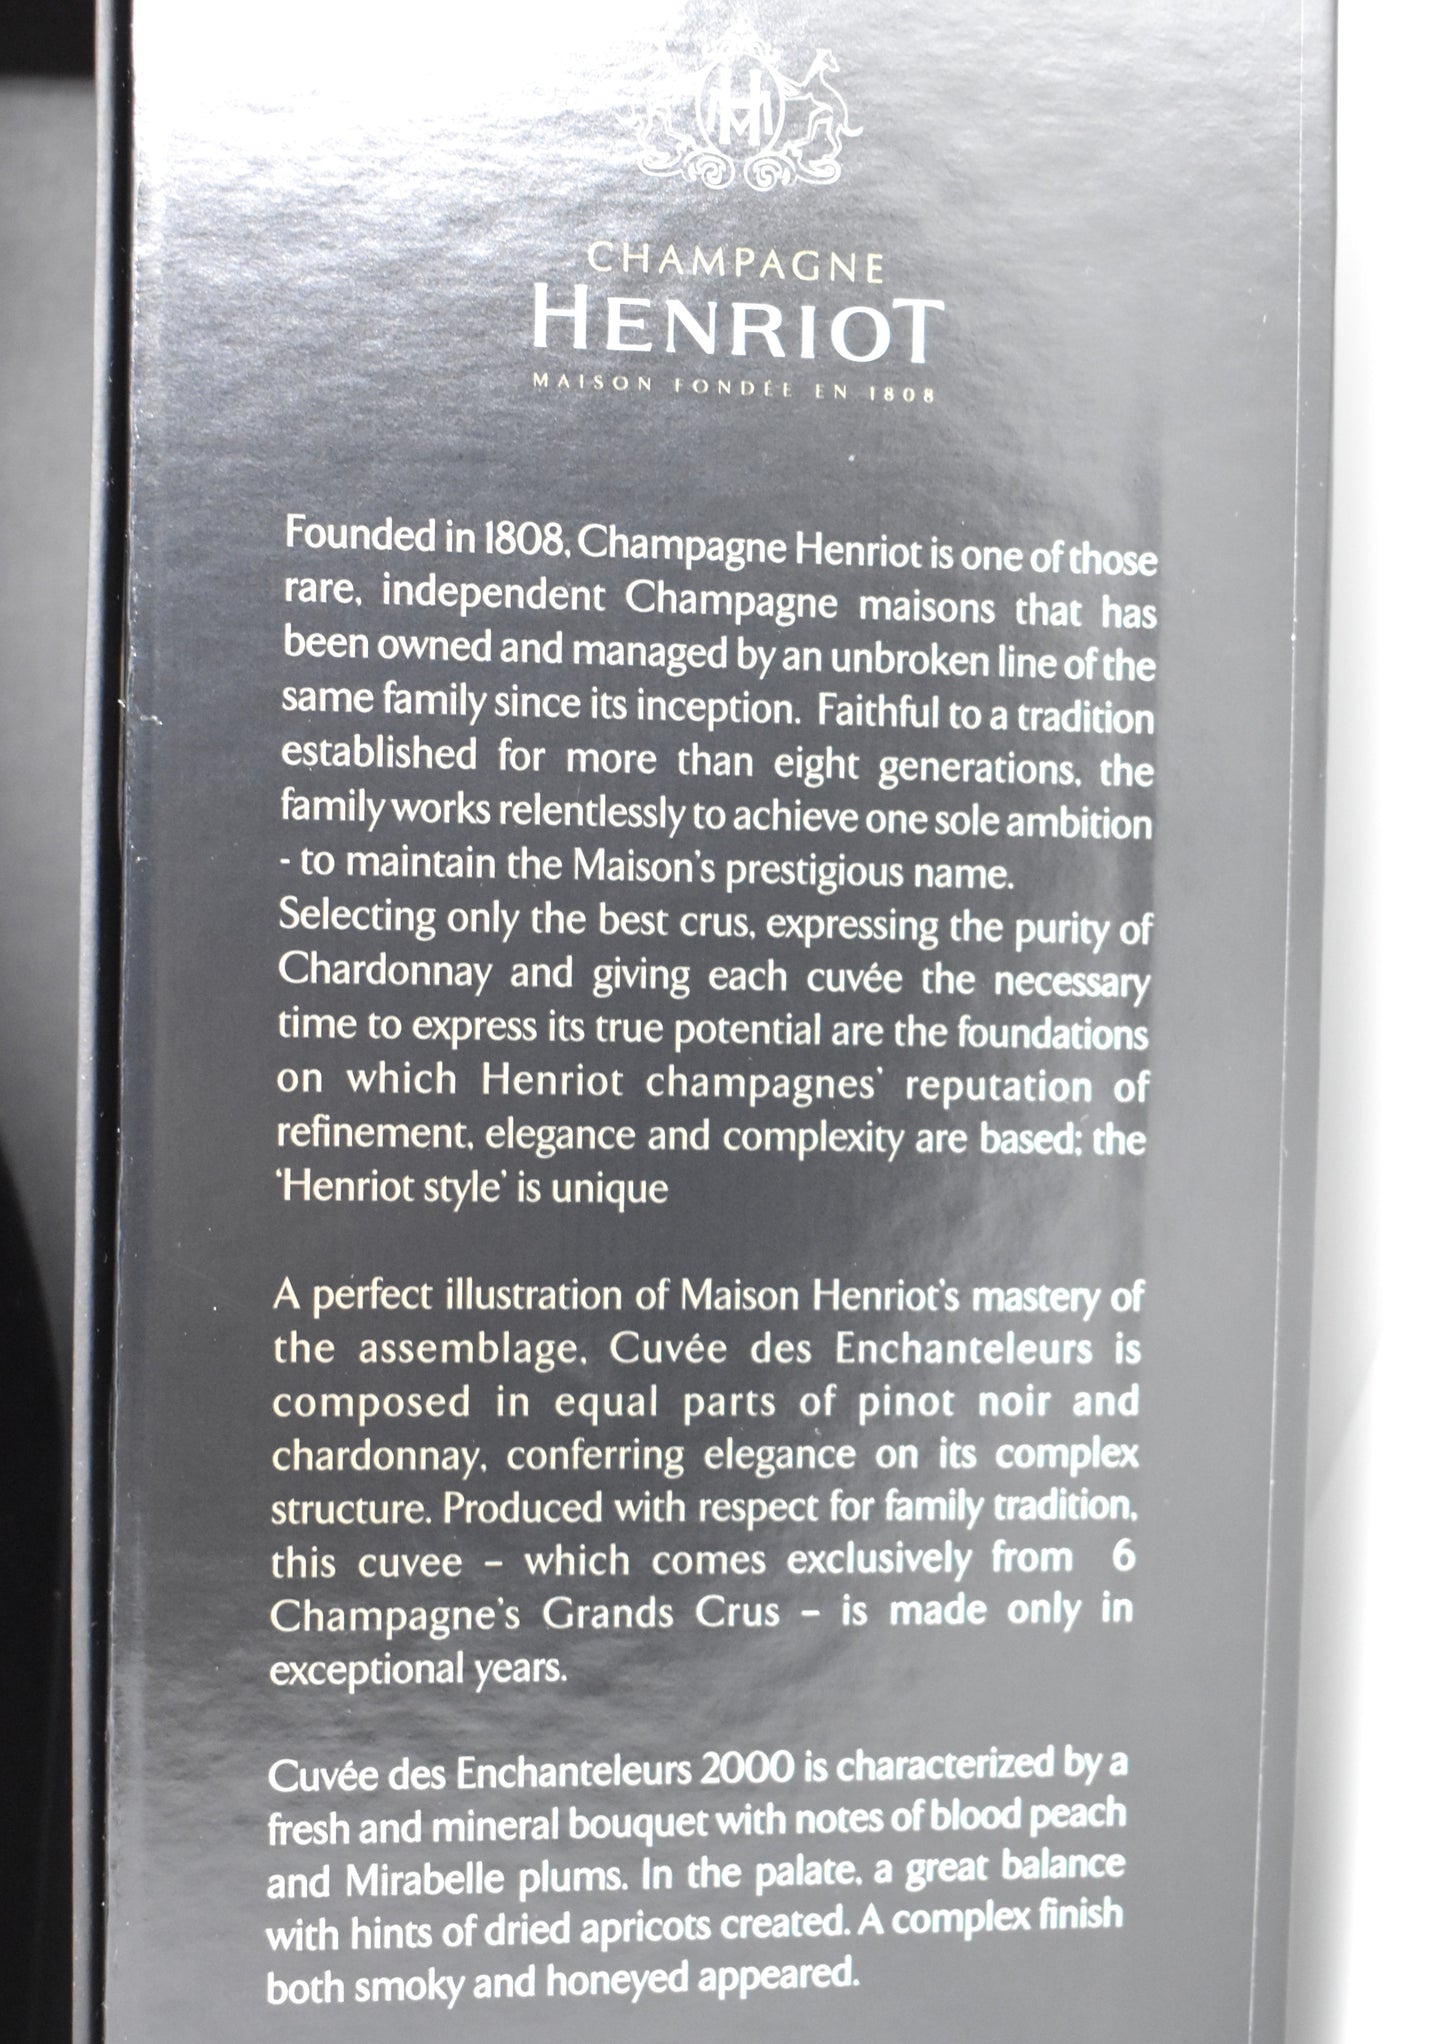 HM
CHAMPAGNE
HENRIOT
MAISON FONDÉE EN 1808
Founded in 1808, Champagne Henriot is one of those
rare, independent Champagne maisons that has
been owned and managed by an unbroken line of the
same family since its inception. Faithful to a tradition
established for more than eight generations, the
family works relentlessly to achieve one sole ambition
- to maintain the Maison's prestigious name.
Selecting only the best crus, expressing the purity of
Chardonnay and giving each cuvée the necessary
time to express its true potential are the foundations
on which Henriot champagnes' reputation of
refinement, elegance and complexity are based; the
‘Henriot style’ is unique
A perfect illustration of Maison Henriot's mastery of
the assemblage, Cuvée des Enchanteleurs is
composed in equal parts of pinot noir and
chardonnay, conferring elegance on its complex
structure. Produced with respect for family tradition,
this cuvee – which comes exclusively from 6
Champagne's Grands Crus – is made only in
exceptional years.
Cuvée des Enchanteleurs 2000 is characterized by a
fresh and mineral bouquet with notes of blood peach
and Mirabelle plums. In the palate, a great balance
with hints of dried apricots created. A complex finish
both smoky and honeyed appeared.